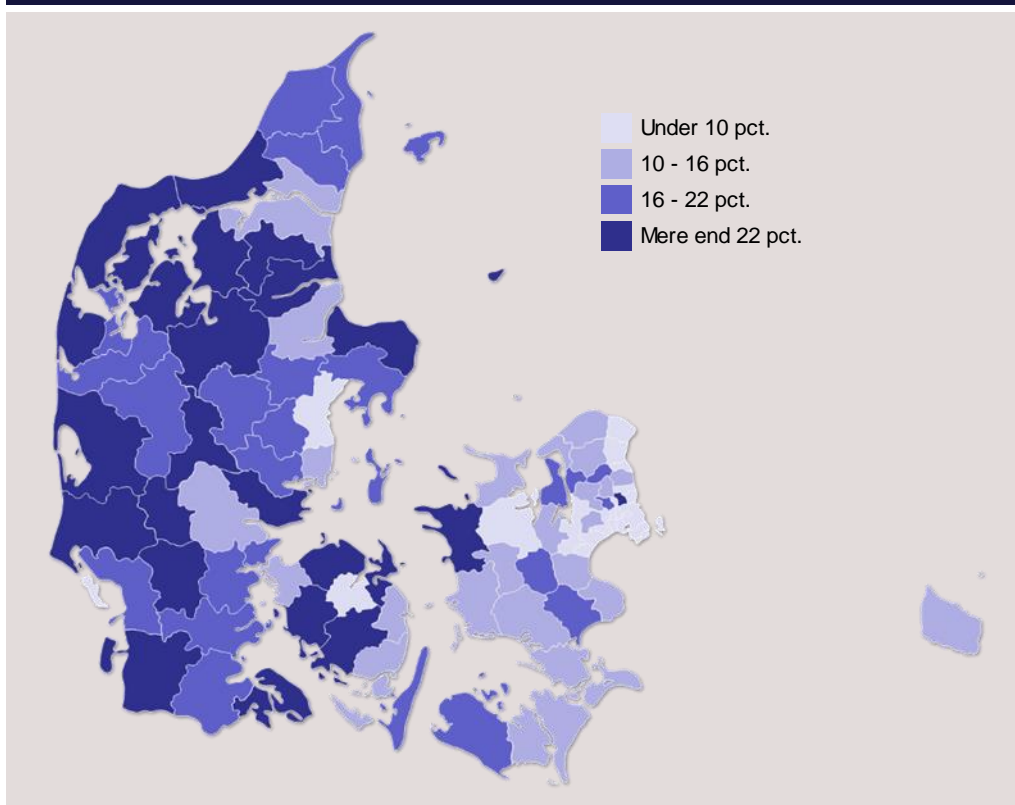 Under 10 pct.
10 - 16 pct.
16 - 22 pct.
Mere end 22 pct.